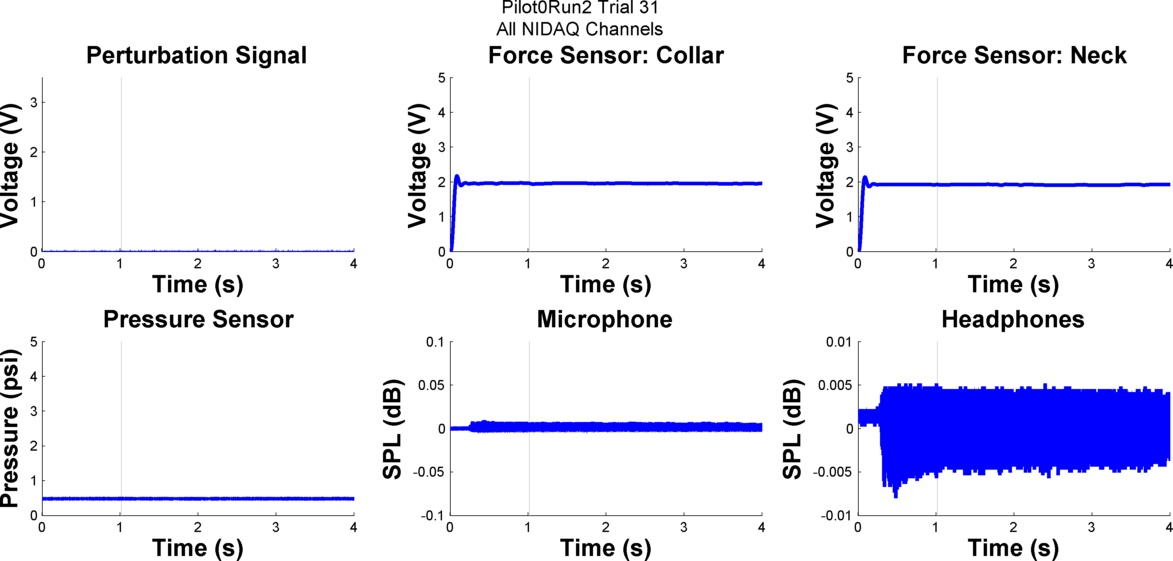 Pilot0Run2 Trial 31
All NIDAQ Channels
Perturbation Signal
Voltage (V)
3
2
1
0
0 1 2 3 4
Time (s)
Force Sensor: Collar
Voltage (V)
5
4
3
2
1
0
0 1 2 3 4
Time (s)
Force Sensor: Neck
Voltage (V)
5
4
3
2
1
0
0 1 2 3 4
Time (s)
Pressure Sensor
Pressure (psi)
5
4
3
2
1
0
0 1 2 3 4
Time (s)
Microphone
SPL (dB)
0.1
0.05
0
-0.05
-0.1
0 1 2 3 4
Time (s)
Headphones
SPL (dB)
0.01
0.005
0
-0.005
-0.01
0 1 2 3 4
Time (s)